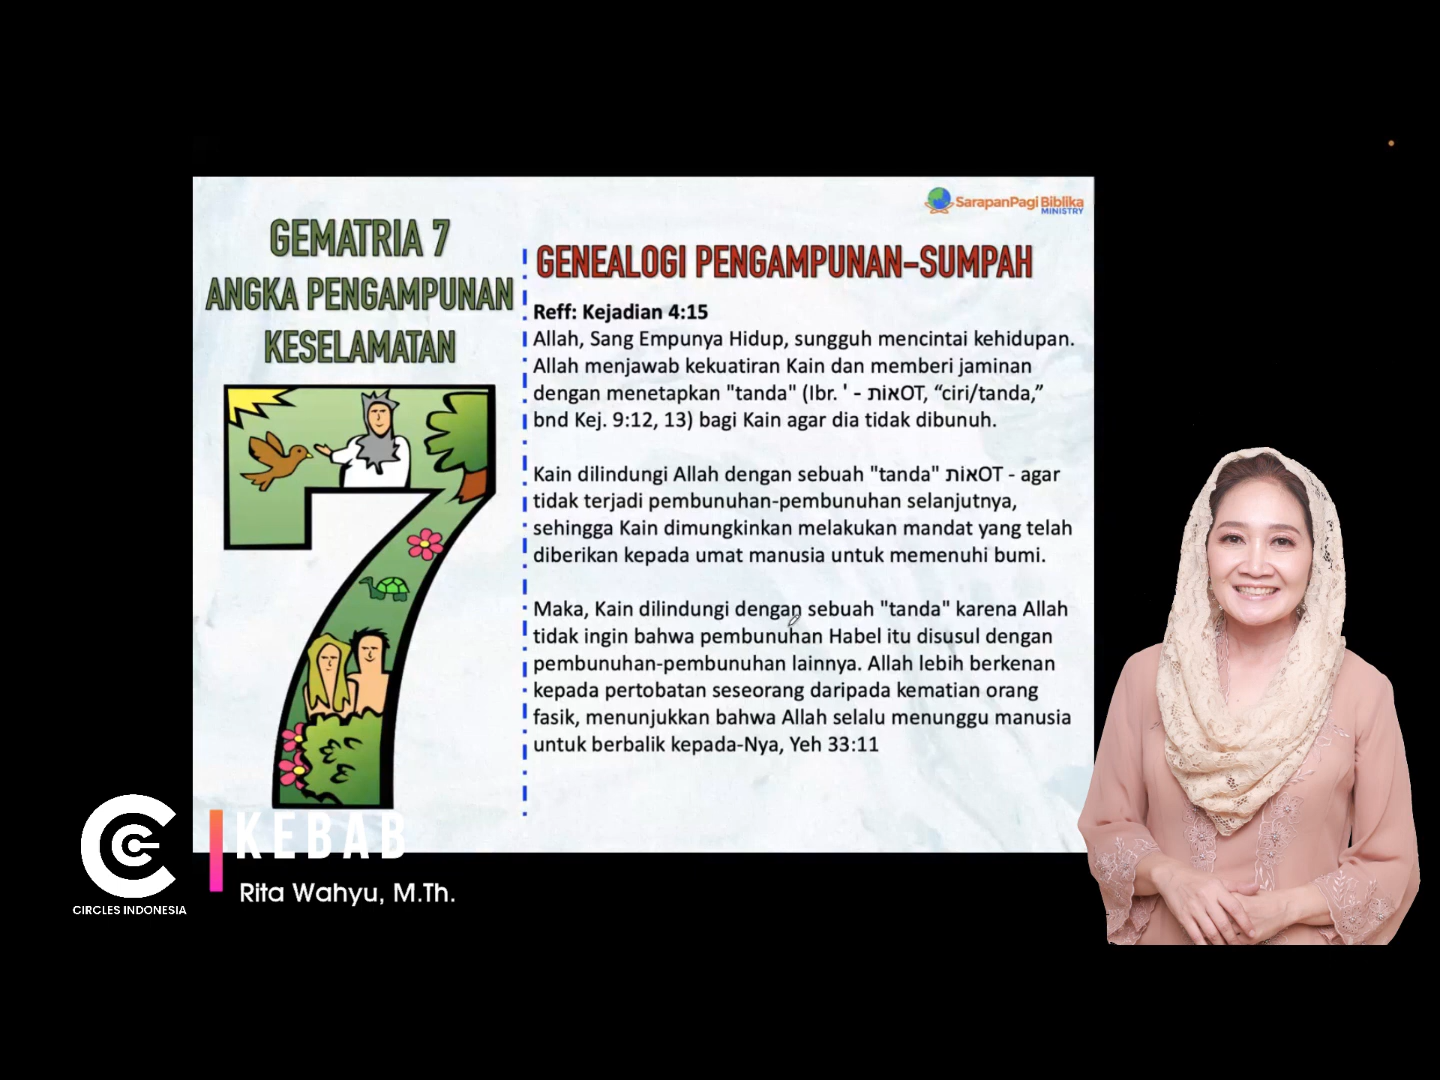 SarapanPagi Biblika
MINISTRY
GEMATRIA 7
ANGKA PENGAMPUNAN
KESELAMATAN
7
GENEALOGI PENGAMPUNAN-SUMPAH
Reff: Kejadian 4:15
Allah, Sang Empunya Hidup, sungguh mencintai kehidupan.
Allah menjawab kekuatiran Kain dan memberi jaminan
dengan menetapkan "tanda" (Ibr. ' - אוֹתOT, “ciri/tanda,”
bnd Kej. 9:12, 13) bagi Kain agar dia tidak dibunuh.
Kain dilindungi Allah dengan sebuah "tanda" אוֹתOT - agar
tidak terjadi pembunuhan-pembunuhan selanjutnya,
sehingga Kain dimungkinkan melakukan mandat yang telah
diberikan kepada umat manusia untuk memenuhi bumi.
Maka, Kain dilindungi dengan sebuah "tanda" karena Allah
tidak ingin bahwa pembunuhan Habel itu disusul dengan
pembunuhan-pembunuhan lainnya. Allah lebih berkenan
kepada pertobatan seseorang daripada kematian orang
fasik, menunjukkan bahwa Allah selalu menunggu manusia
untuk berbalik kepada-Nya, Yeh 33:11
KEBAB
Rita Wahyu, M.Th.
CIRCLES INDONESIA